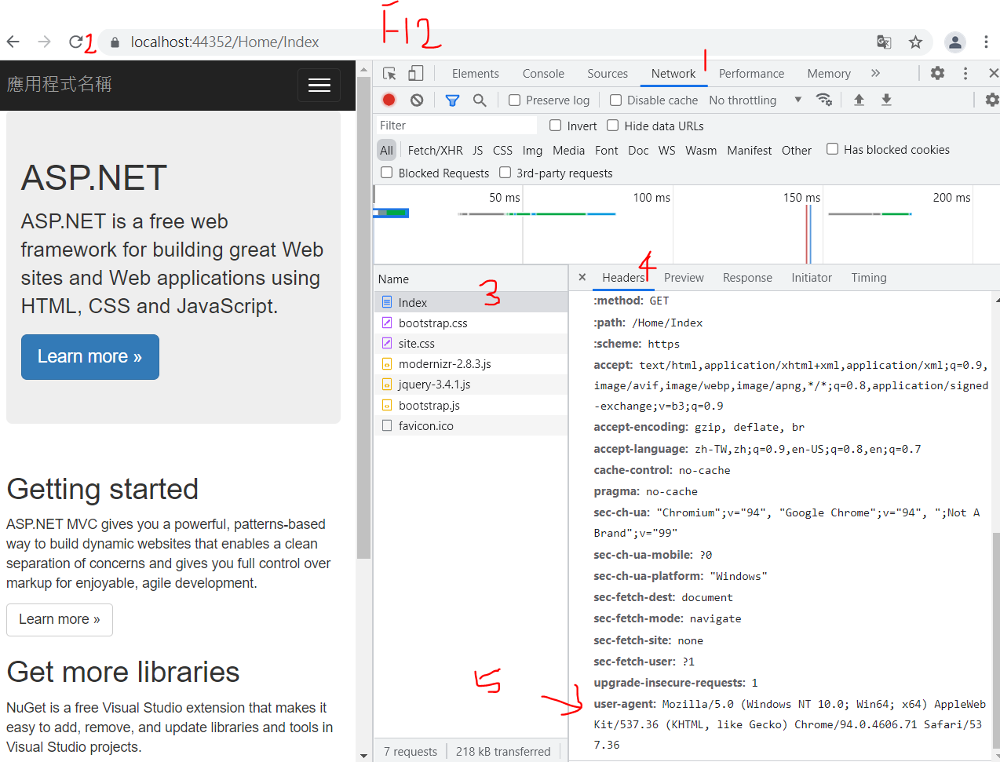 F12
2
localhost:44352/Home/Index
應用程式名稱
ASP.NET
ASP.NET is a free web
framework for building great Web
sites and Web applications using
HTML, CSS and JavaScript.
Learn more »
Getting started
ASP.NET MVC gives you a powerful, patterns-based
way to build dynamic websites that enables a clean
separation of concerns and gives you full control over
markup for enjoyable, agile development.
Learn more »
Get more libraries
NuGet is a free Visual Studio extension that makes it
easy to add, remove, and update libraries and tools in
Visual Studio projects.
1
Elements Console Sources Network Performance Memory »
Preserve log Disable cache No throttling
Filter Invert Hide data URLs
All Fetch/XHR JS CSS Img Media Font Doc WS Wasm Manifest Other Has blocked cookies
Blocked Requests 3rd-party requests
50 ms 100 ms 150 ms 200 ms
Name
3
Index
bootstrap.css
site.css
modernizr-2.8.3.js
jquery-3.4.1.js
bootstrap.js
favicon.ico
5
7 requests 218 kB transferred
4
× Headers Preview Response Initiator Timing
:method: GET
:path: /Home/Index
:scheme: https
accept: text/html,application/xhtml+xml,application/xml;q=0.9,
image/avif,image/webp,image/apng,*/*;q=0.8,application/signed
-exchange;v=b3;q=0.9
accept-encoding: gzip, deflate, br
accept-language: zh-TW,zh;q=0.9,en-US;q=0.8,en;q=0.7
cache-control: no-cache
pragma: no-cache
sec-ch-ua: "Chromium";v="94", "Google Chrome";v="94", ";Not A
Brand";v="99"
sec-ch-ua-mobile: ?0
sec-ch-ua-platform: "Windows"
sec-fetch-dest: document
sec-fetch-mode: navigate
sec-fetch-site: none
sec-fetch-user: ?1
upgrade-insecure-requests: 1
user-agent: Mozilla/5.0 (Windows NT 10.0; Win64; x64) AppleWeb
Kit/537.36 (KHTML, like Gecko) Chrome/94.0.4606.71 Safari/53
7.36